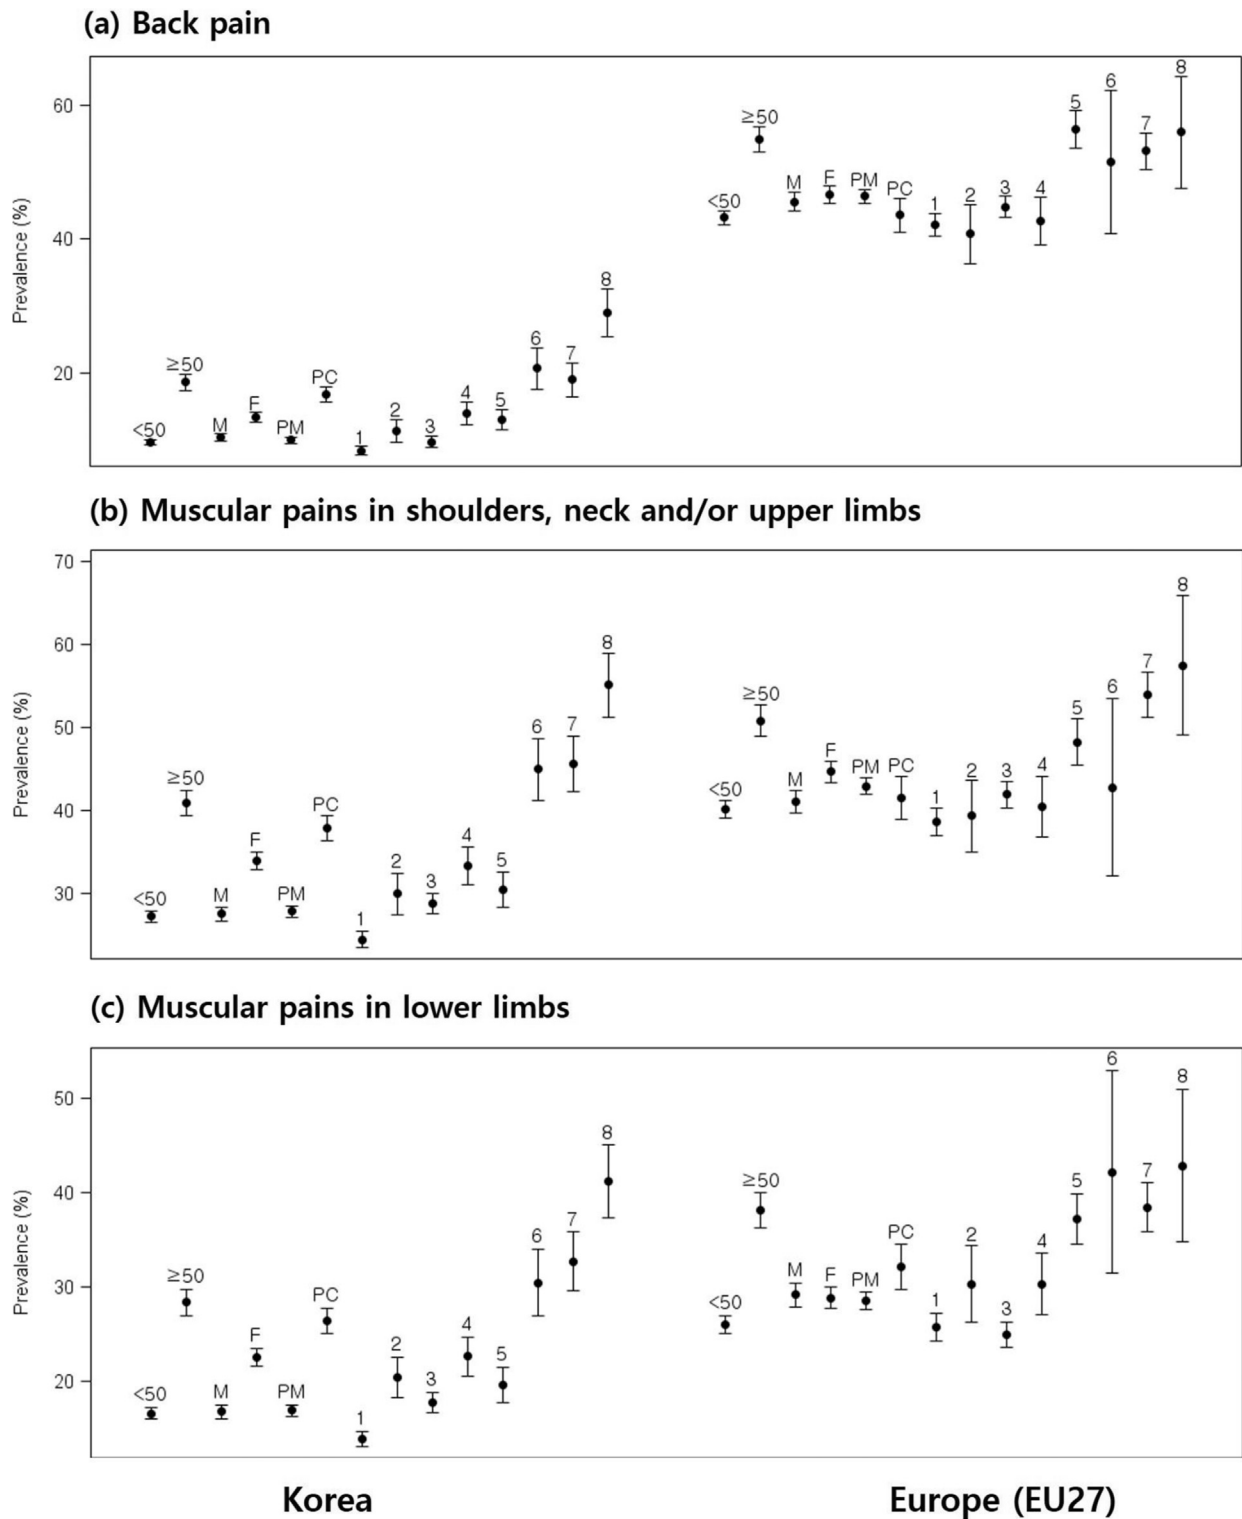 (a) Back pain
Prevalence (%)
60
40
20
<50
≥50
M
F
PM
PC
1
2
3
4
5
6
7
8
<50
≥50
M
F
PM
PC
1
2
3
4
5
6
7
8
(b) Muscular pains in shoulders, neck and/or upper limbs
Prevalence (%)
70
60
50
40
30
<50
≥50
M
F
PM
PC
1
2
3
4
5
6
7
8
<50
≥50
M
F
PM
PC
1
2
3
4
5
6
7
8
(c) Muscular pains in lower limbs
Prevalence (%)
50
40
30
20
<50
≥50
M
F
PM
PC
1
2
3
4
5
6
7
8
<50
≥50
M
F
PM
PC
1
2
3
4
5
6
7
8
Korea
Europe (EU27)